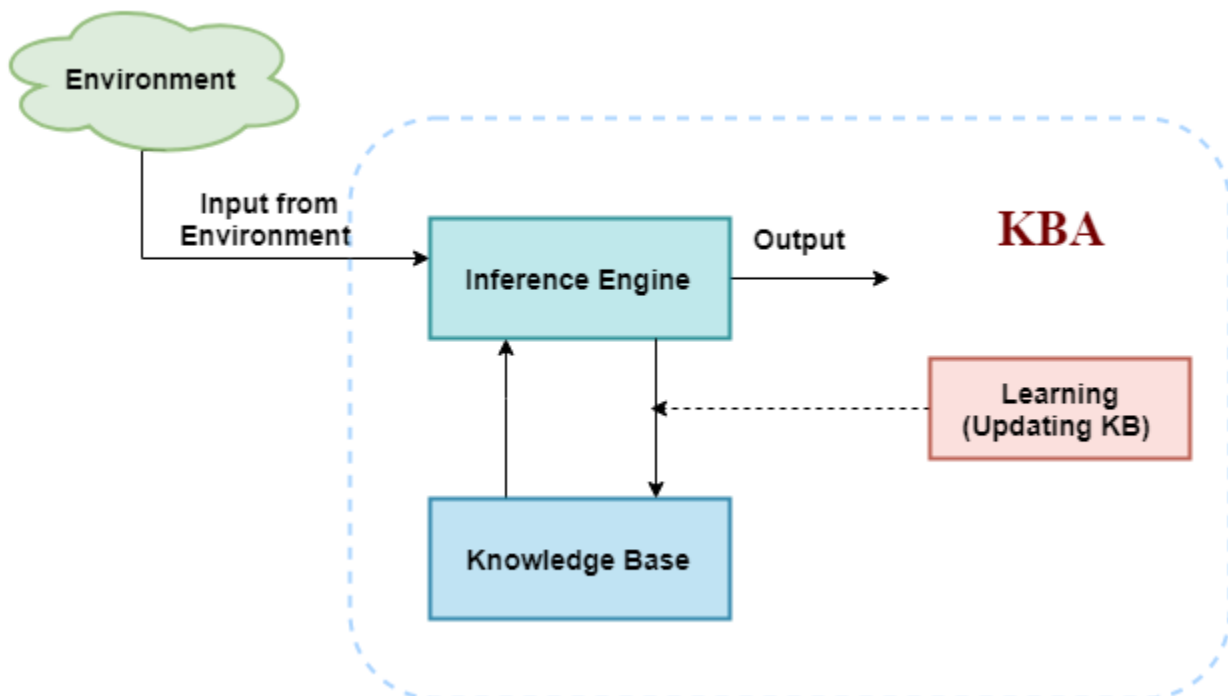 Environment
Input from
Environment
Inference Engine
Output
KBA
Learning
(Updating KB)
Knowledge Base